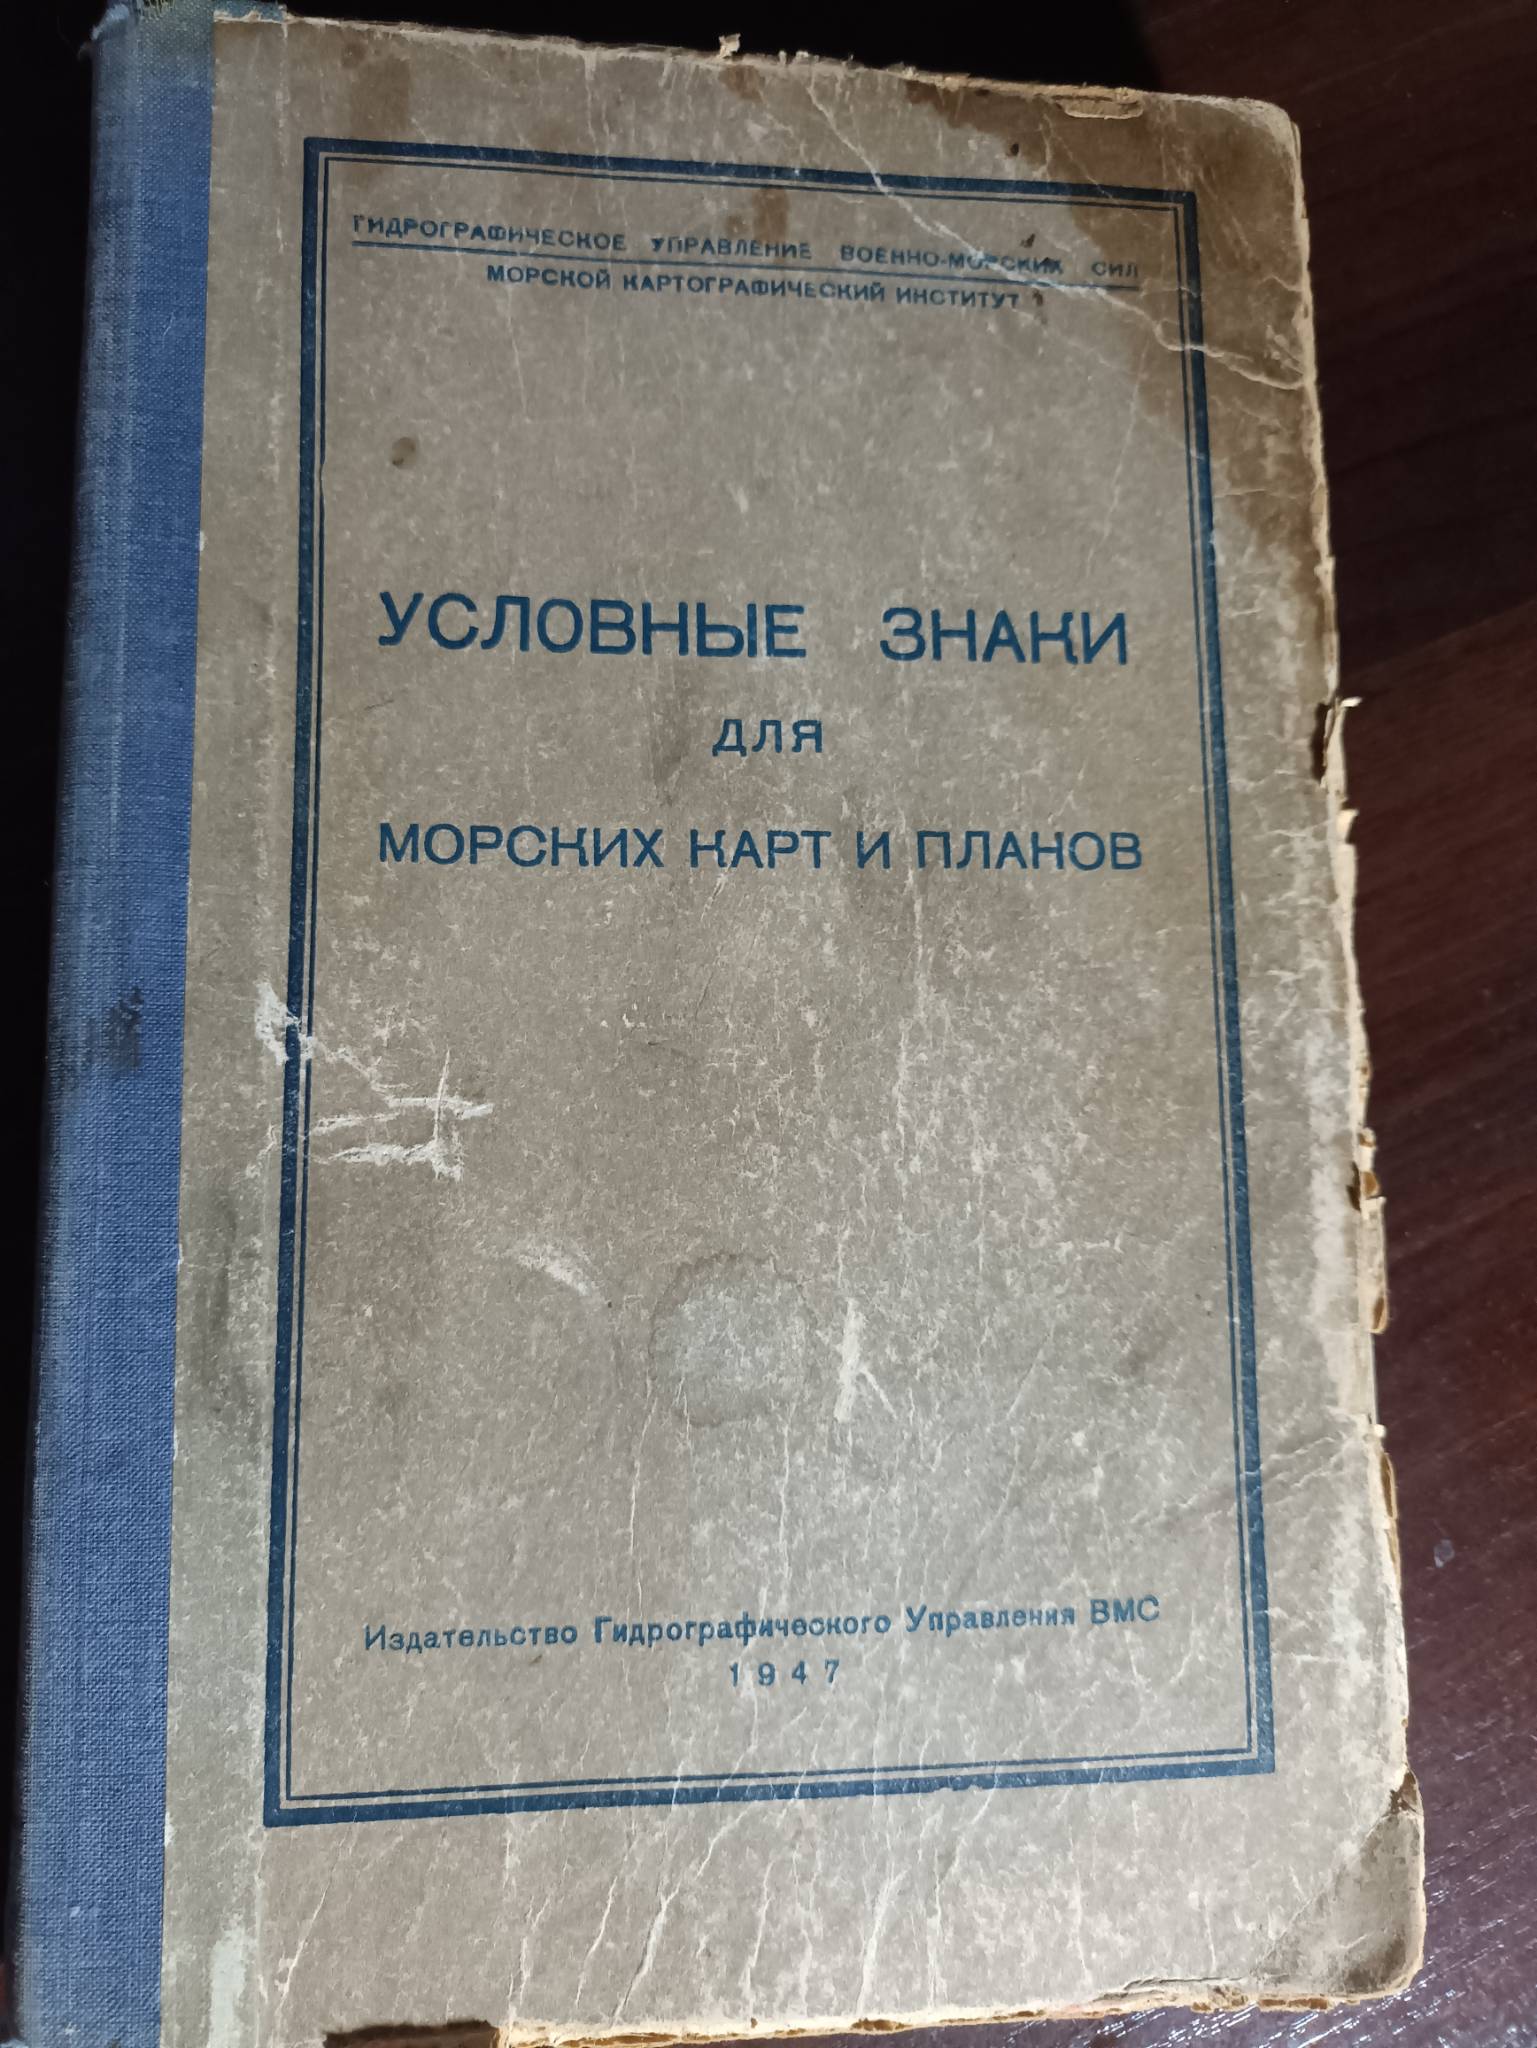 ГИДРОГРАФИЧЕСКОЕ УПРАВЛЕНИЕ ВОЕННО-МОРСКИХ СИЛ
МОРСКОЙ КАРТОГРАФИЧЕСКИЙ ИНСТИТУТ
УСЛОВНЫЕ ЗНАКИ
ДЛЯ
МОРСКИХ КАРТ И ПЛАНОВ
Издательство Гидрографического Управления ВМС
1947